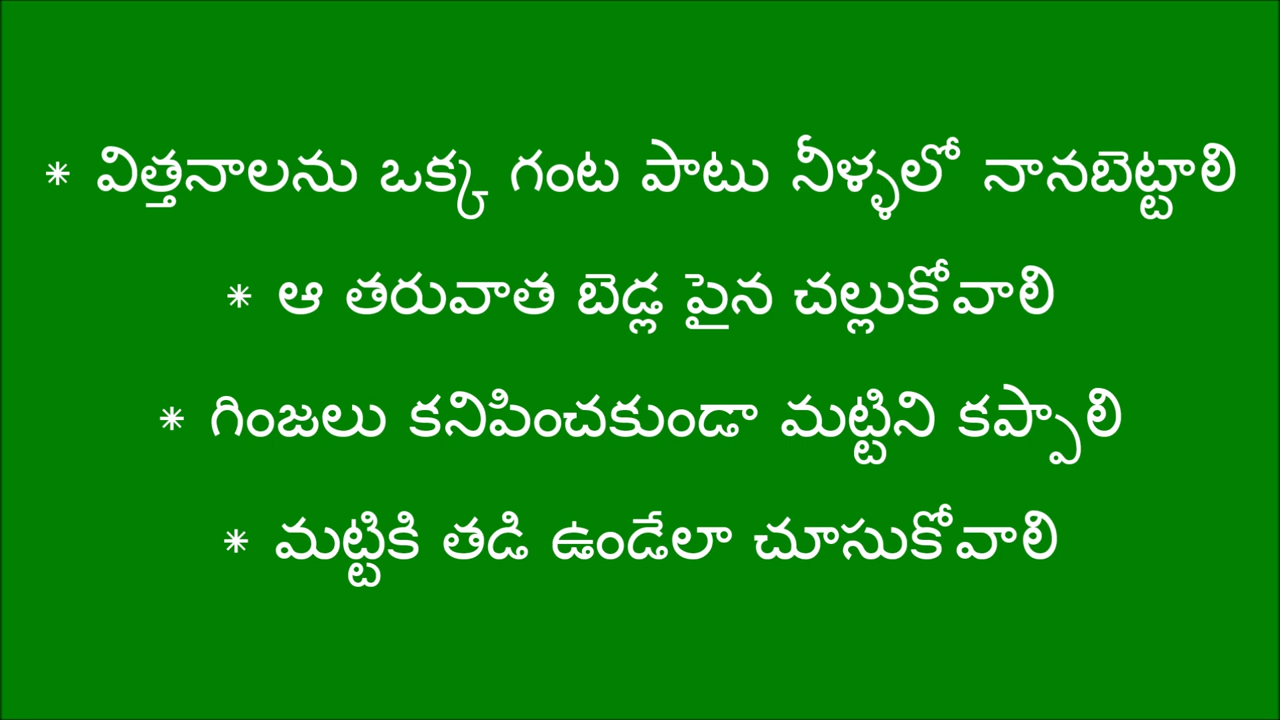 * విత్తనాలను ఒక్క గంట పాటు నీళ్ళలో నానబెట్టాలి
* ఆ తరువాత బెడ్ల పైన చల్లుకోవాలి
* గింజలు కనిపించకుండా మట్టిని కప్పాలి
* మట్టికి తడి ఉండేలా చూసుకోవాలి